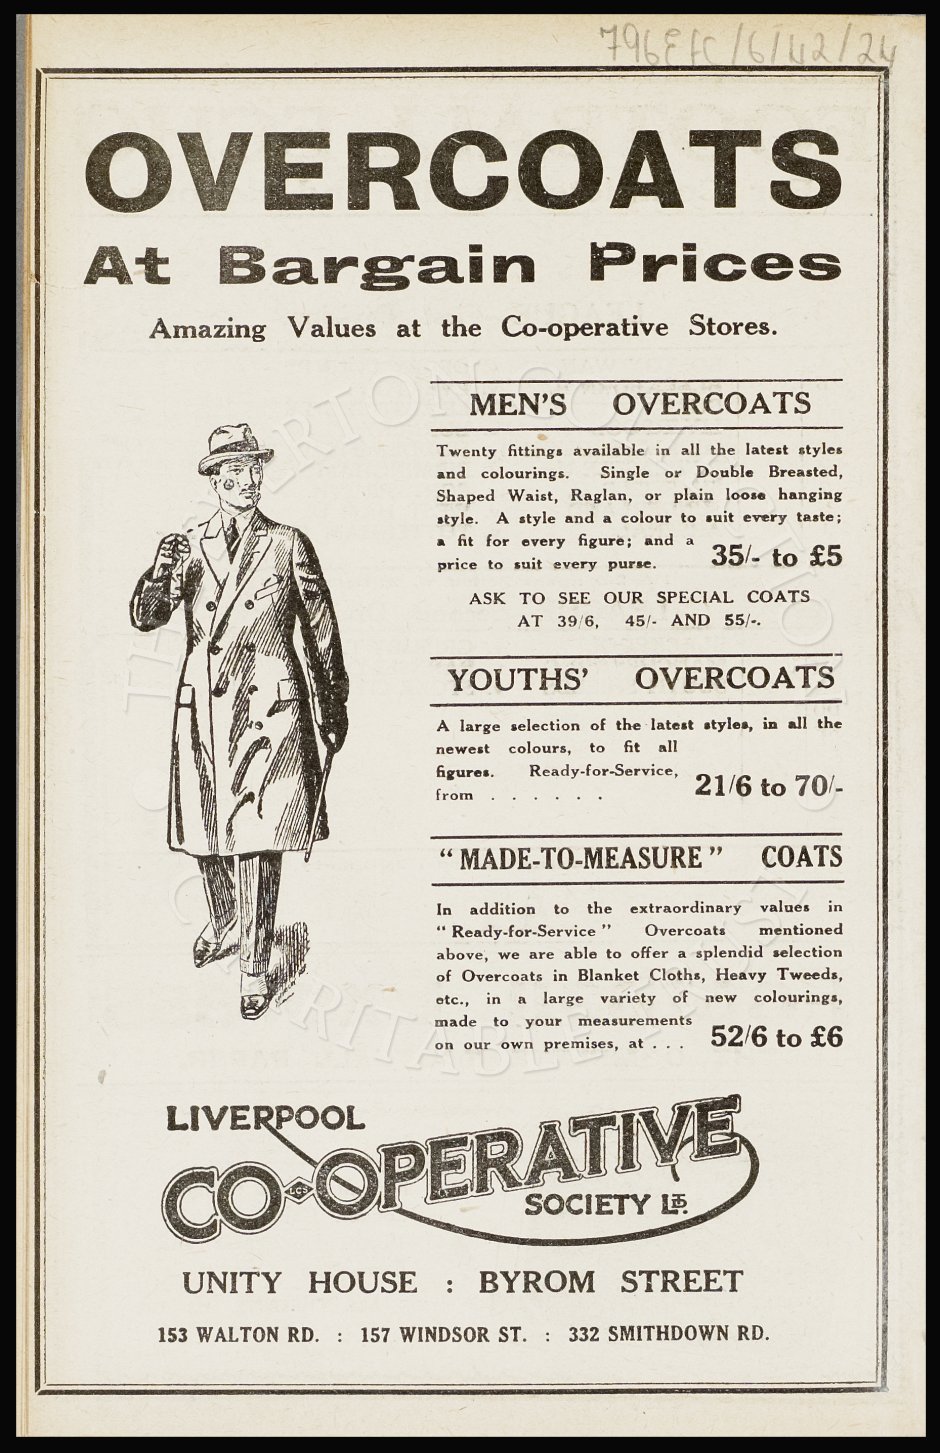 796EFC/6/42/24
OVERCOATS
At Bargain Prices
Amazing Values at the Co-operative Stores.
MEN'S OVERCOATS
Twenty fittings available in all the latest styles
and colourings. Single or Double Breasted,
Shaped Waist, Raglan, or plain loose hanging
style. A style and a colour to suit every taste;
a fit for every figure; and a
price to suit every purse. 35/- to £5
ASK TO SEE OUR SPECIAL COATS
AT 39/6, 45/- AND 55/-.
YOUTHS' OVERCOATS
A large selection of the latest styles, in all the
newest colours, to fit all
figures. Ready-for-Service,
from . . . . . . 21/6 to 70/-
"MADE-TO-MEASURE" COATS
In addition to the extraordinary values in
"Ready-for-Service" Overcoats mentioned
above, we are able to offer a splendid selection
of Overcoats in Blanket Cloths, Heavy Tweeds,
etc., in a large variety of new colourings,
made to your measurements
on our own premises, at . . . 52/6 to £6
LIVERPOOL
CO-OPERATIVE
LCS
SOCIETY LTD.
UNITY HOUSE : BYROM STREET
153 WALTON RD. : 157 WINDSOR ST. : 332 SMITHDOWN RD.
THE EVERTON COLLECTION
CHARITABLE TRUST